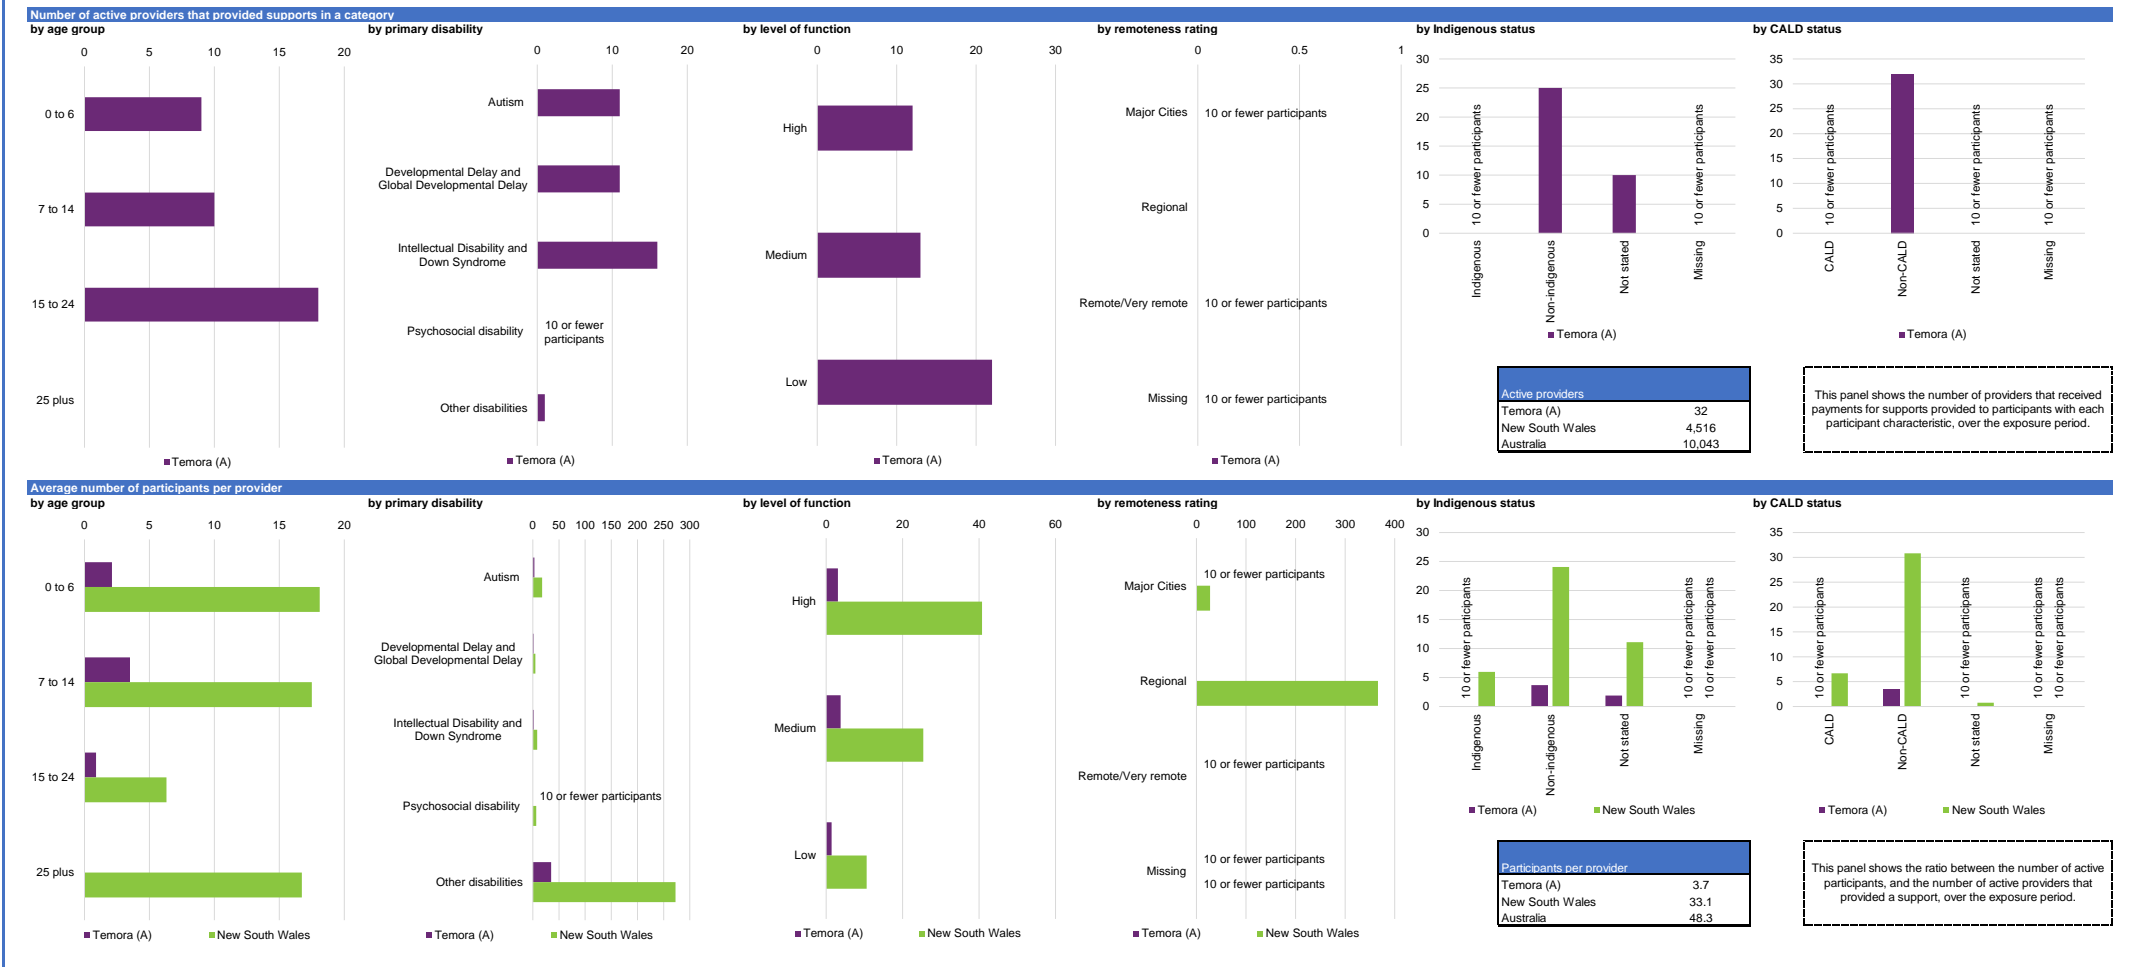 Number of active providers that provided supports in a category
by age group
0 5 10 15 20
0 to 6
7 to 14
15 to 24
25 plus
Temora (A)
by primary disability
0 10 20
Autism
Developmental Delay and
Global Developmental Delay
Intellectual Disability and
Down Syndrome
Psychosocial disability
10 or fewer
participants
Other disabilities
Temora (A)
by level of function
0 10 20 30
High
Medium
Low
Temora (A)
by remoteness rating
0 0.5 1
Major Cities 10 or fewer participants
Regional
Remote/Very remote 10 or fewer participants
Missing 10 or fewer participants
Temora (A)
by Indigenous status
30
25
20
15
10
5
0
10 or fewer participants
10 or fewer participants
Indigenous
Non-indigenous
Not stated
Missing
Temora (A)
by CALD status
35
30
25
20
15
10
5
0
10 or fewer participants
10 or fewer participants
10 or fewer participants
CALD
Non-CALD
Not stated
Missing
Temora (A)
Active providers
Temora (A) 32
New South Wales 4,516
Australia 10,043
This panel shows the number of providers that received
payments for supports provided to participants with each
participant characteristic, over the exposure period.
Average number of participants per provider
by age group
0 5 10 15 20
0 to 6
7 to 14
15 to 24
25 plus
Temora (A) New South Wales
by primary disability
0 50 100 150 200 250 300
Autism
Developmental Delay and
Global Developmental Delay
Intellectual Disability and
Down Syndrome
Psychosocial disability
10 or fewer participants
Other disabilities
Temora (A) New South Wales
by level of function
0 20 40 60
High
Medium
Low
Temora (A) New South Wales
by remoteness rating
0 100 200 300 400
Major Cities
10 or fewer participants
Regional
Remote/Very remote
10 or fewer participants
Missing
10 or fewer participants
10 or fewer participants
Temora (A) New South Wales
by Indigenous status
30
25
20
15
10
5
0
10 or fewer participants
10 or fewer participants
10 or fewer participants
Indigenous
Non-indigenous
Not stated
Missing
Temora (A) New South Wales
by CALD status
35
30
25
20
15
10
5
0
10 or fewer participants
10 or fewer participants
10 or fewer participants
10 or fewer participants
CALD
Non-CALD
Not stated
Missing
Temora (A) New South Wales
Participants per provider
Temora (A) 3.7
New South Wales 33.1
Australia 48.3
This panel shows the ratio between the number of active
participants, and the number of active providers that
provided a support, over the exposure period.